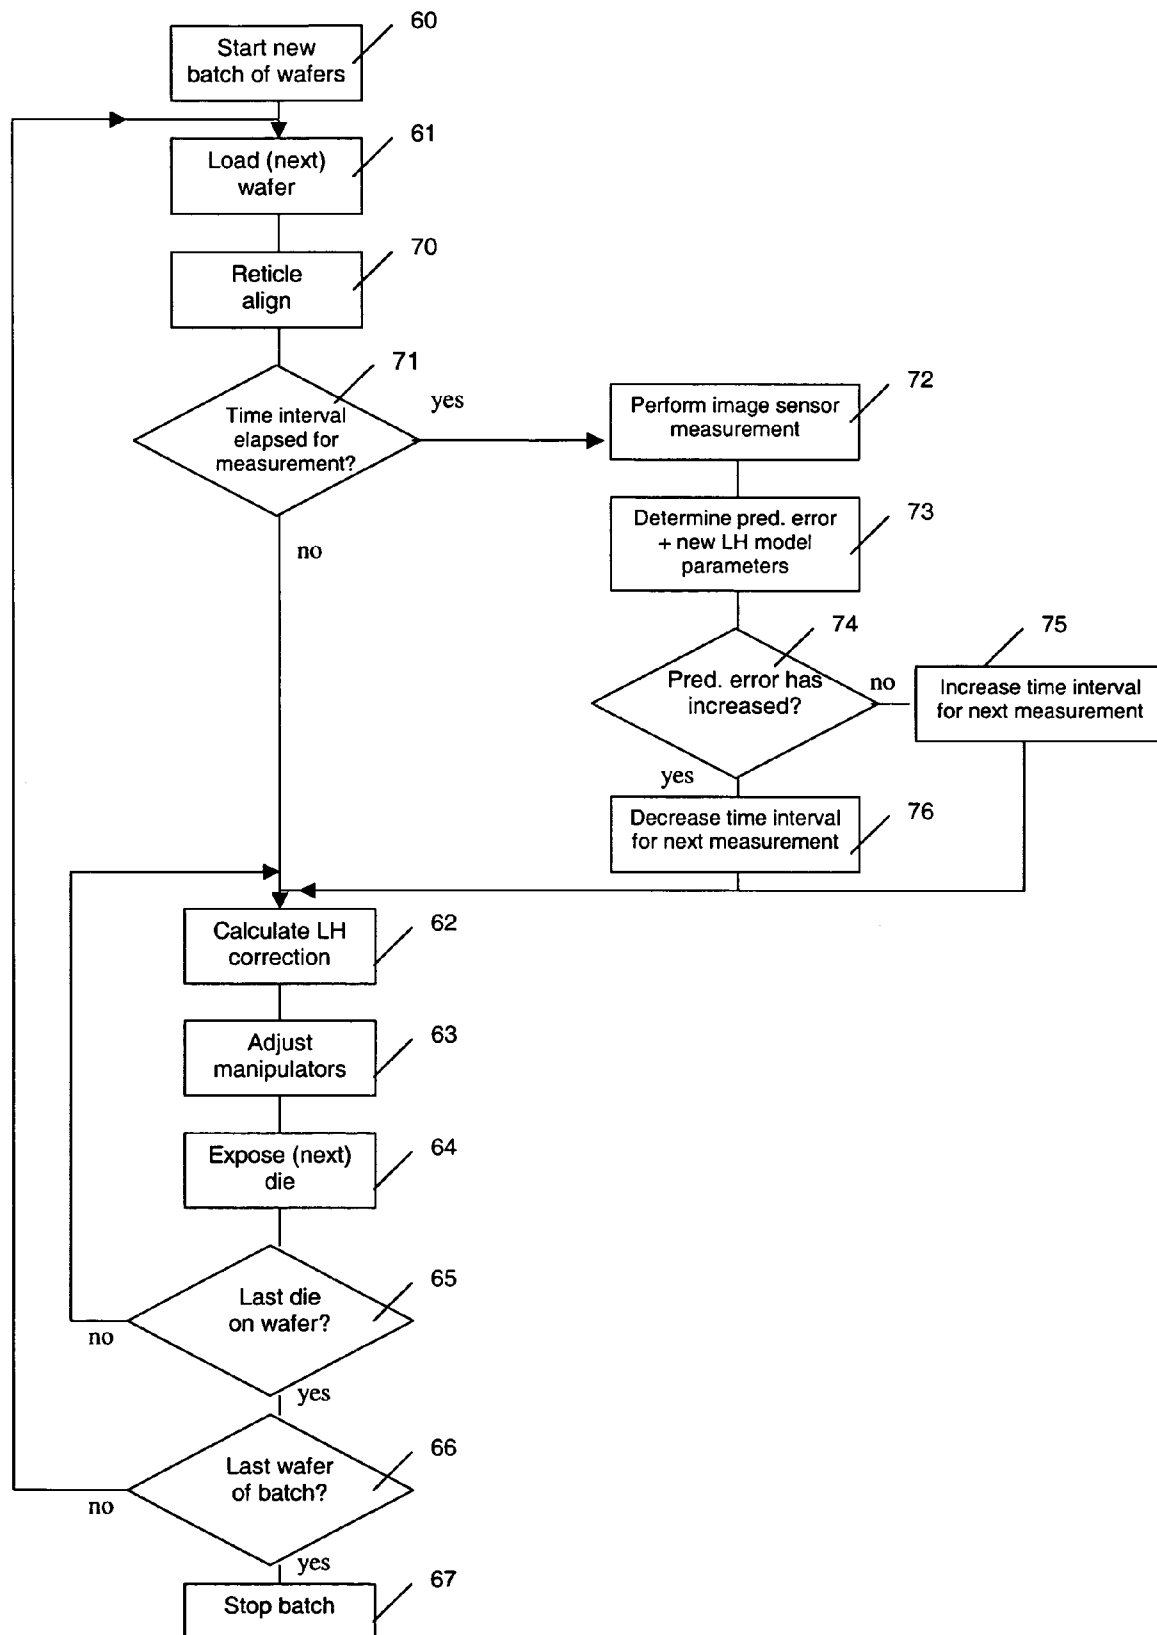 60
Start new
batch of wafers
61
Load (next)
wafer
70
Reticle
align
71
Time interval
elapsed for
measurement?
yes
no
72
Perform image sensor
measurement
73
Determine pred. error
+ new LH model
parameters
74
Pred. error has
increased?
no
yes
75
Increase time interval
for next measurement
76
Decrease time interval
for next measurement
62
Calculate LH
correction
63
Adjust
manipulators
64
Expose (next)
die
65
Last die
on wafer?
no
yes
66
Last wafer
of batch?
no
yes
67
Stop batch